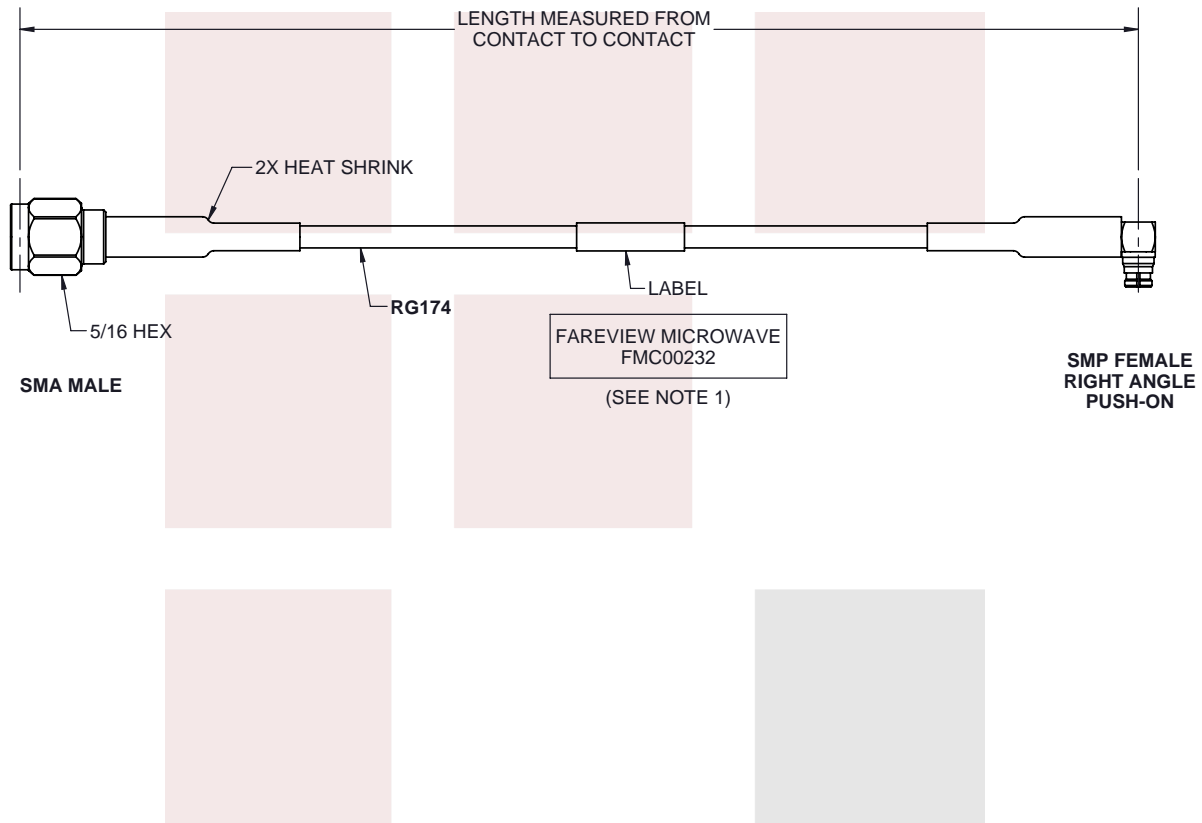 LENGTH MEASURED FROM
CONTACT TO CONTACT
2X HEAT SHRINK
LABEL
RG174
5/16 HEX
FAREVIEW MICROWAVE
FMC00232
(SEE NOTE 1)
SMA MALE
SMP FEMALE
RIGHT ANGLE
PUSH-ON